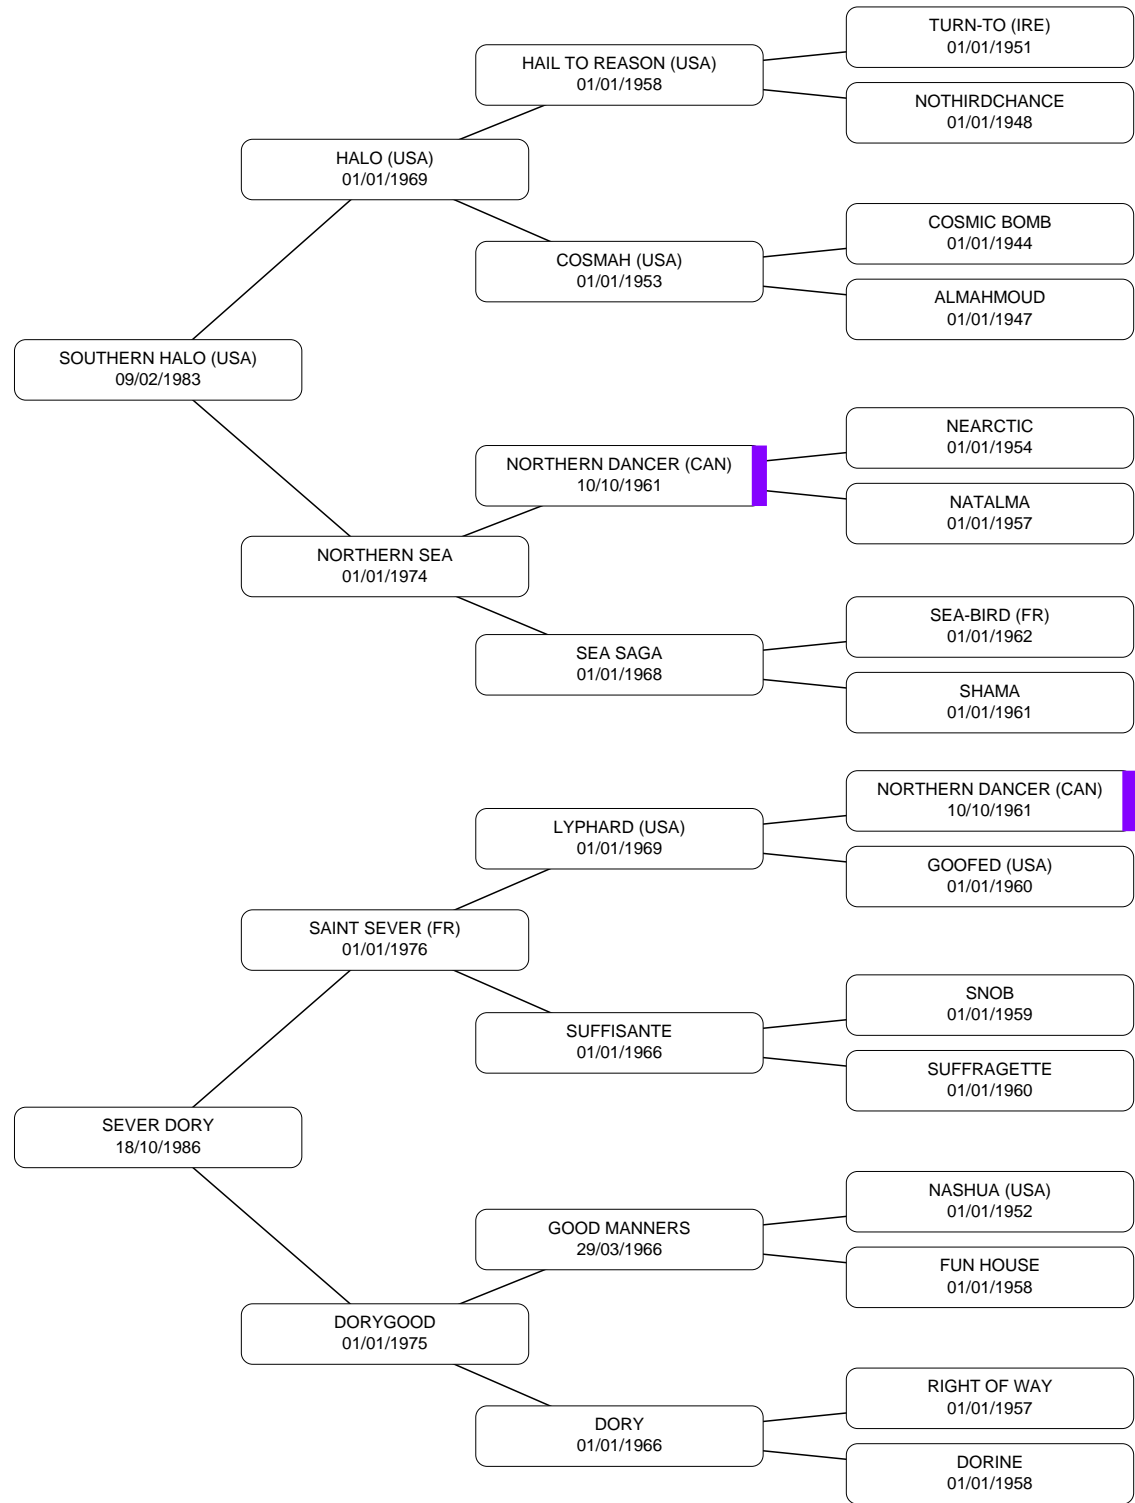 TURN-TO (IRE)
01/01/1951
HAIL TO REASON (USA)
01/01/1958
NOTHIRDCHANCE
01/01/1948
HALO (USA)
01/01/1969
COSMIC BOMB
01/01/1944
COSMAH (USA)
01/01/1953
ALMAHMOUD
01/01/1947
SOUTHERN HALO (USA)
09/02/1983
NEARCTIC
01/01/1954
NORTHERN DANCER (CAN)
10/10/1961
NATALMA
01/01/1957
NORTHERN SEA
01/01/1974
SEA-BIRD (FR)
01/01/1962
SEA SAGA
01/01/1968
SHAMA
01/01/1961
NORTHERN DANCER (CAN)
10/10/1961
LYPHARD (USA)
01/01/1969
GOOFED (USA)
01/01/1960
SAINT SEVER (FR)
01/01/1976
SNOB
01/01/1959
SUFFISANTE
01/01/1966
SUFFRAGETTE
01/01/1960
SEVER DORY
18/10/1986
NASHUA (USA)
01/01/1952
GOOD MANNERS
29/03/1966
FUN HOUSE
01/01/1958
DORYGOOD
01/01/1975
RIGHT OF WAY
01/01/1957
DORY
01/01/1966
DORINE
01/01/1958